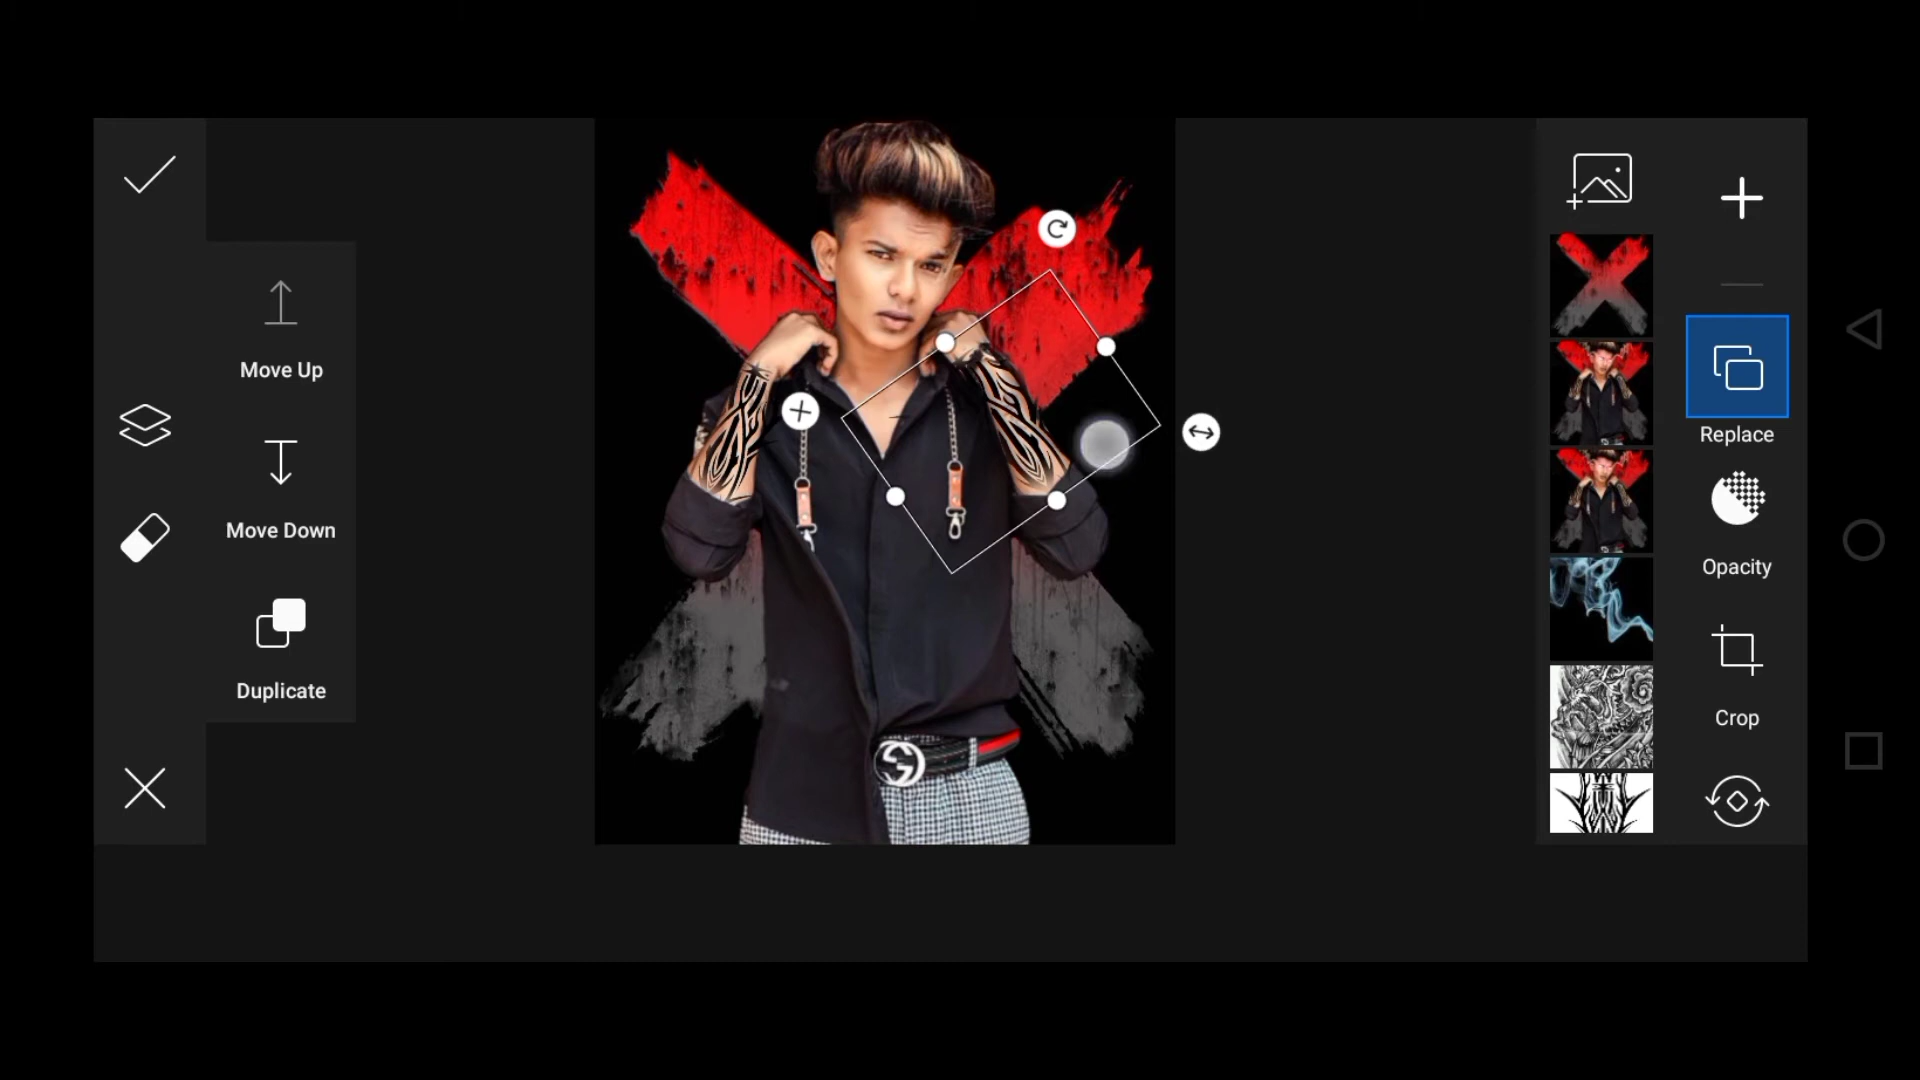 Move Up
Move Down
Duplicate
Replace
Opacity
Crop